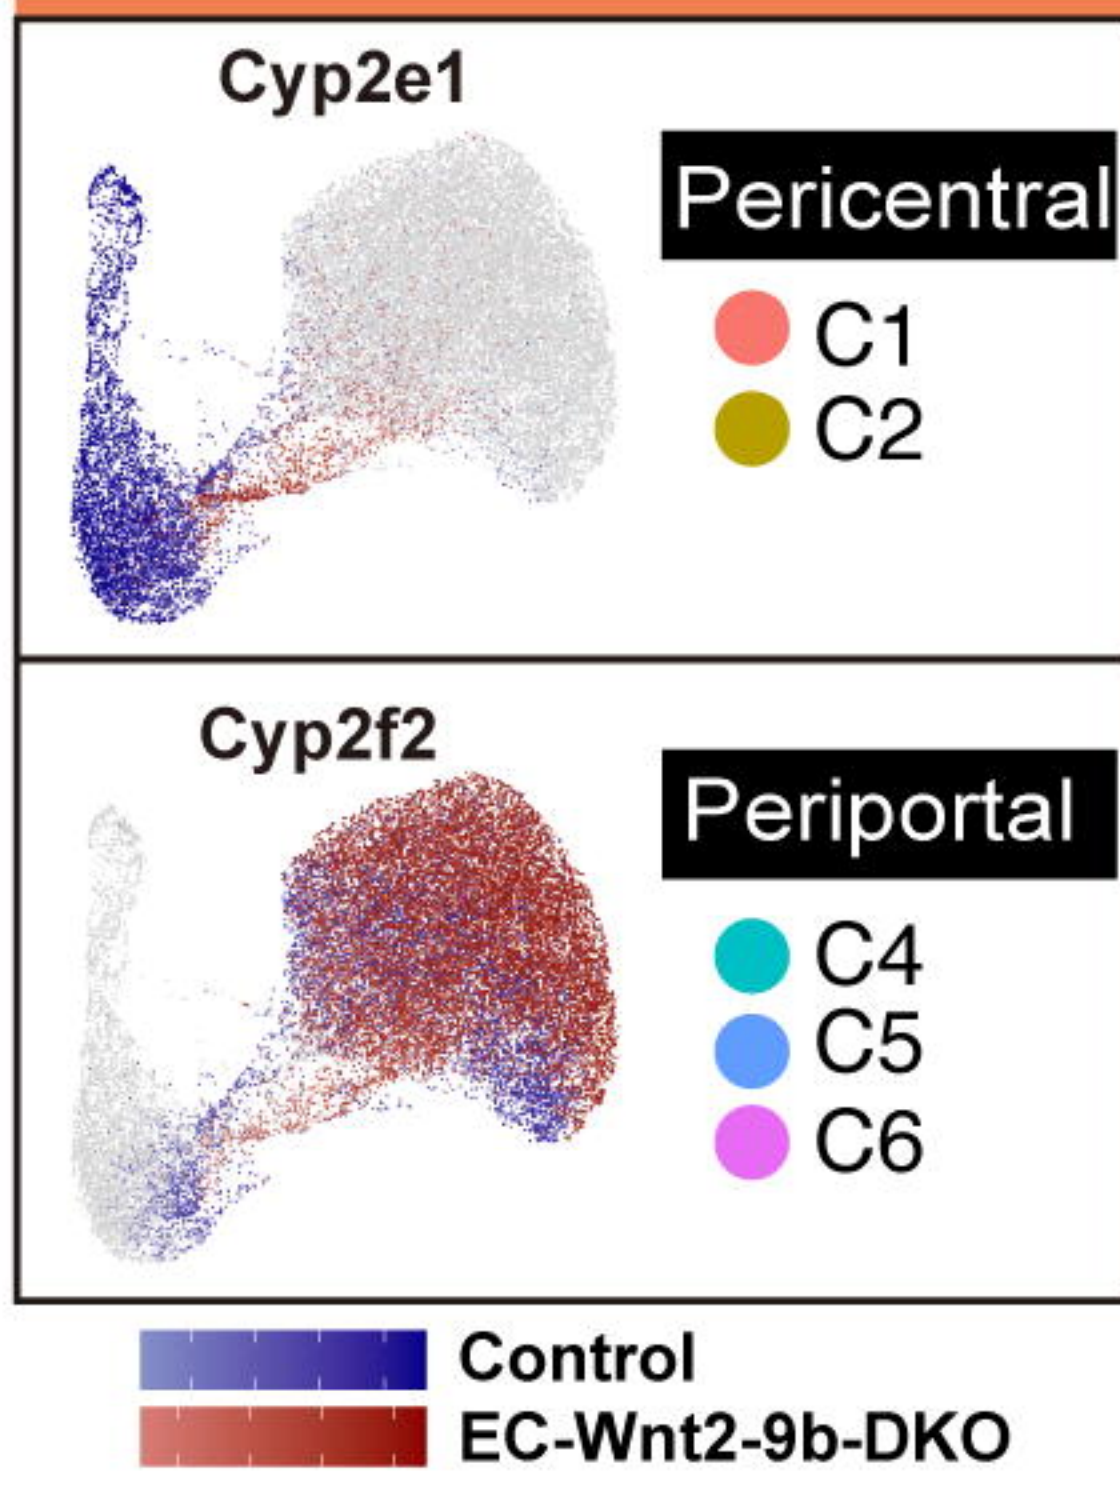 Cyp2e1
Pericentral
C1
C2
Cyp2f2
Periportal
C4
C5
C6
Control
EC-Wnt2-9b-DKO